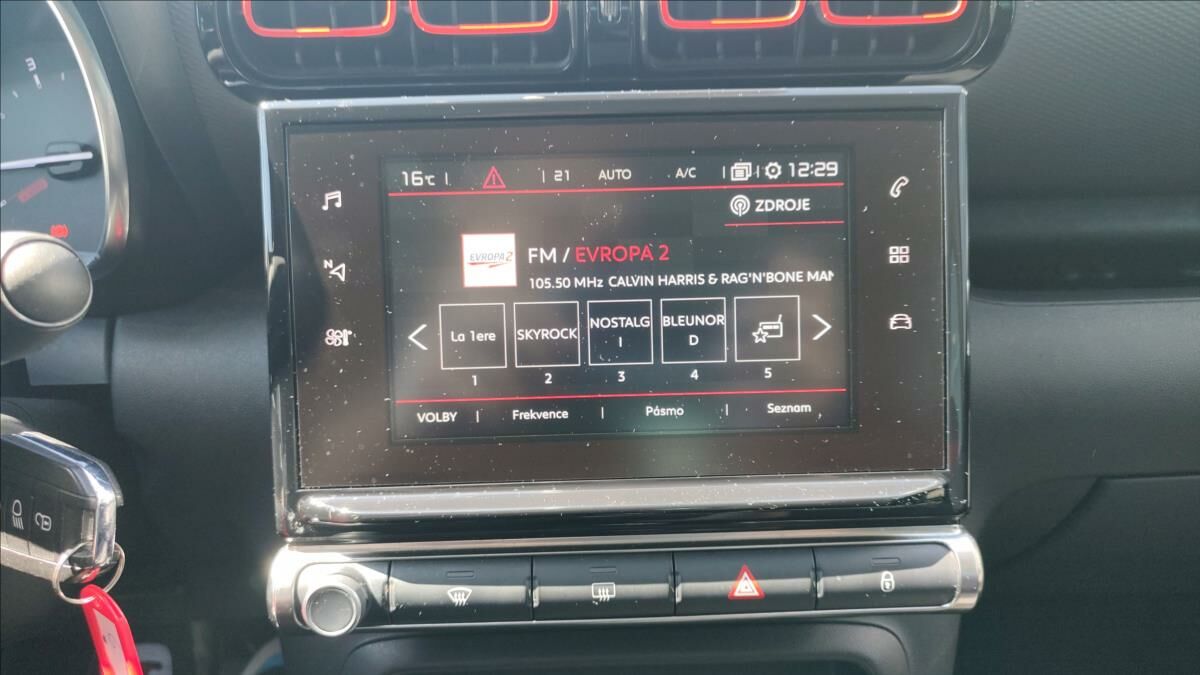 3
16°C | | 21 AUTO A/C | 12:29
ZDROJE
EVROPA2
FM / EVROPA 2
105.50 MHz CALVIN HARRIS & RAG'N'BONE MAN
N
La 1ere SKYROCK NOSTALG I BLEUNOR D
1 2 3 4 5
VOLBY | Frekvence | Pásmo | Seznam